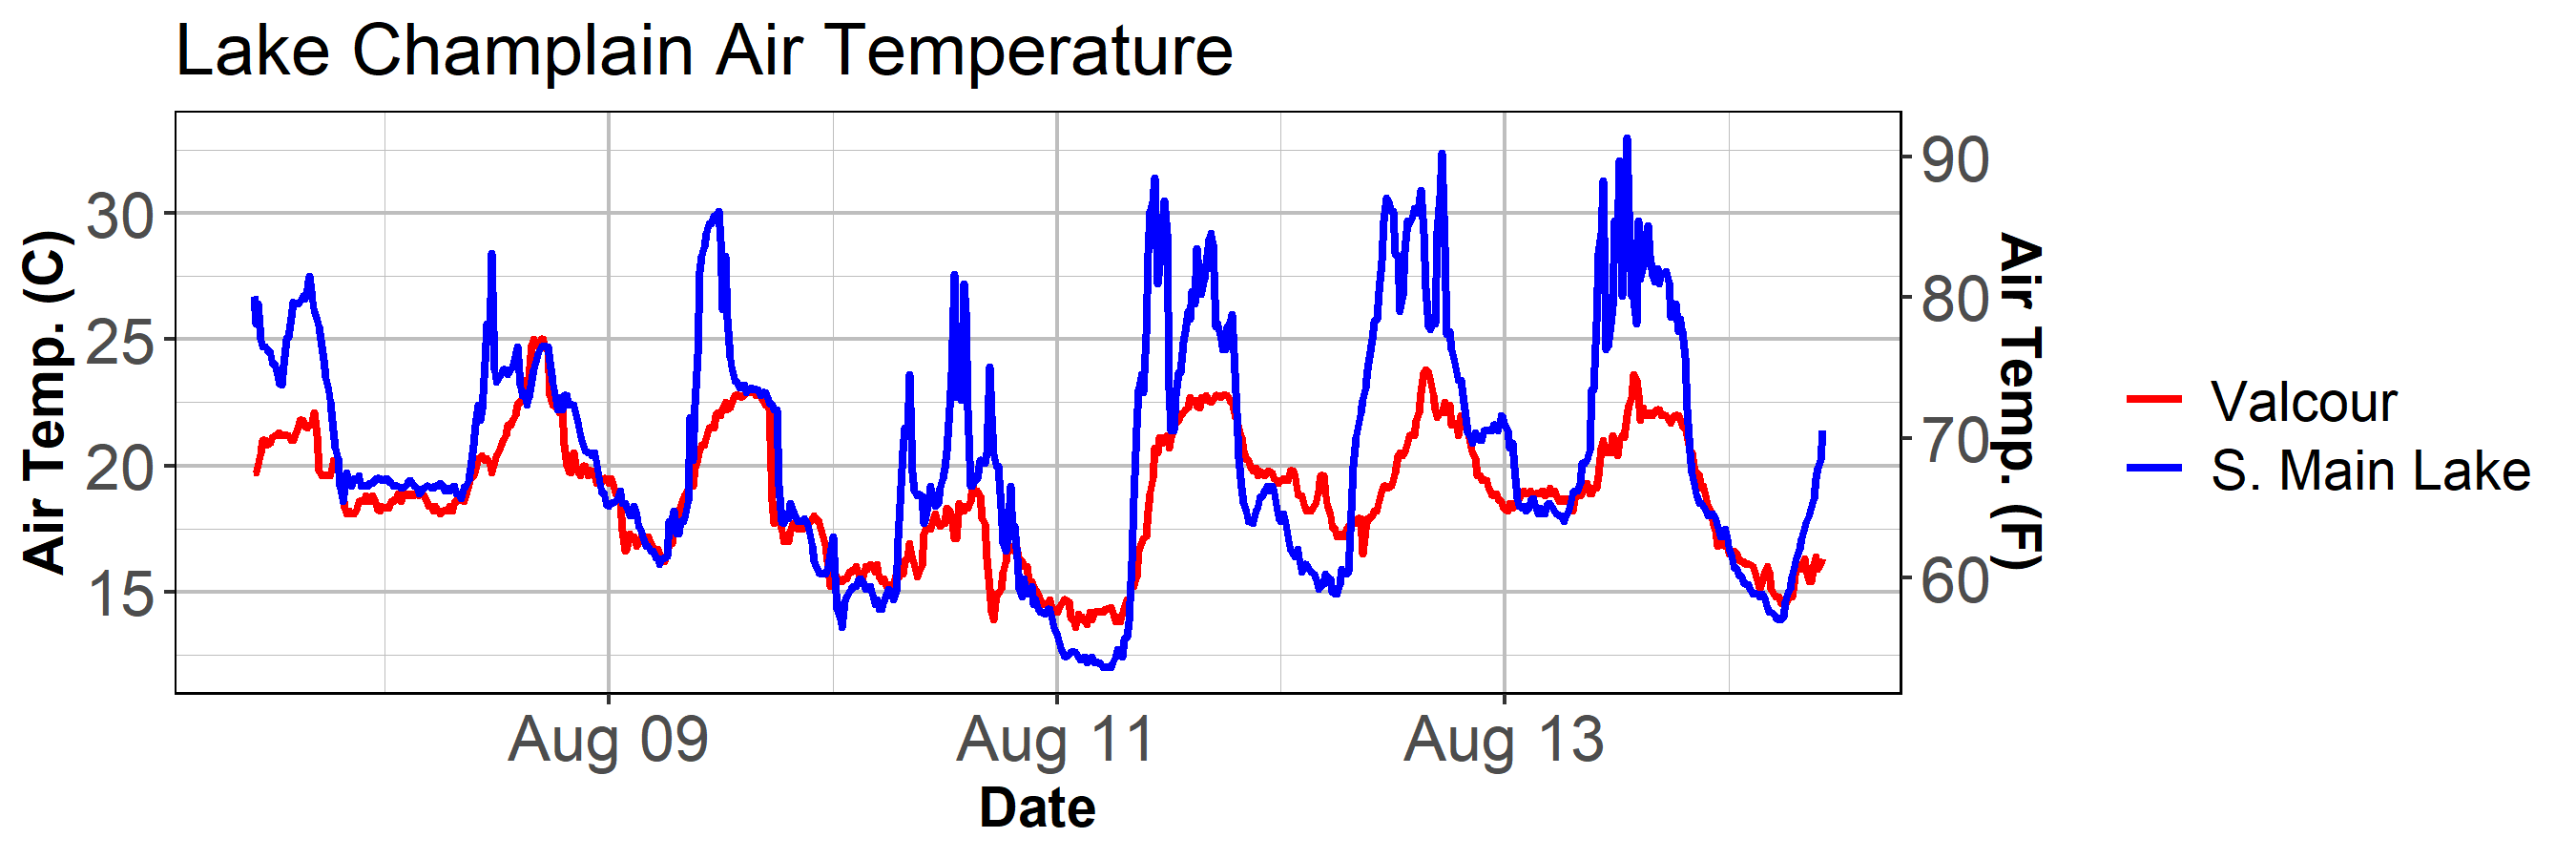 Lake Champlain Air Temperature
Air Temp. (C)
30
25
20
15
90
80
70
60
Air Temp. (F)
Aug 09
Aug 11
Aug 13
Date
Valcour
S. Main Lake